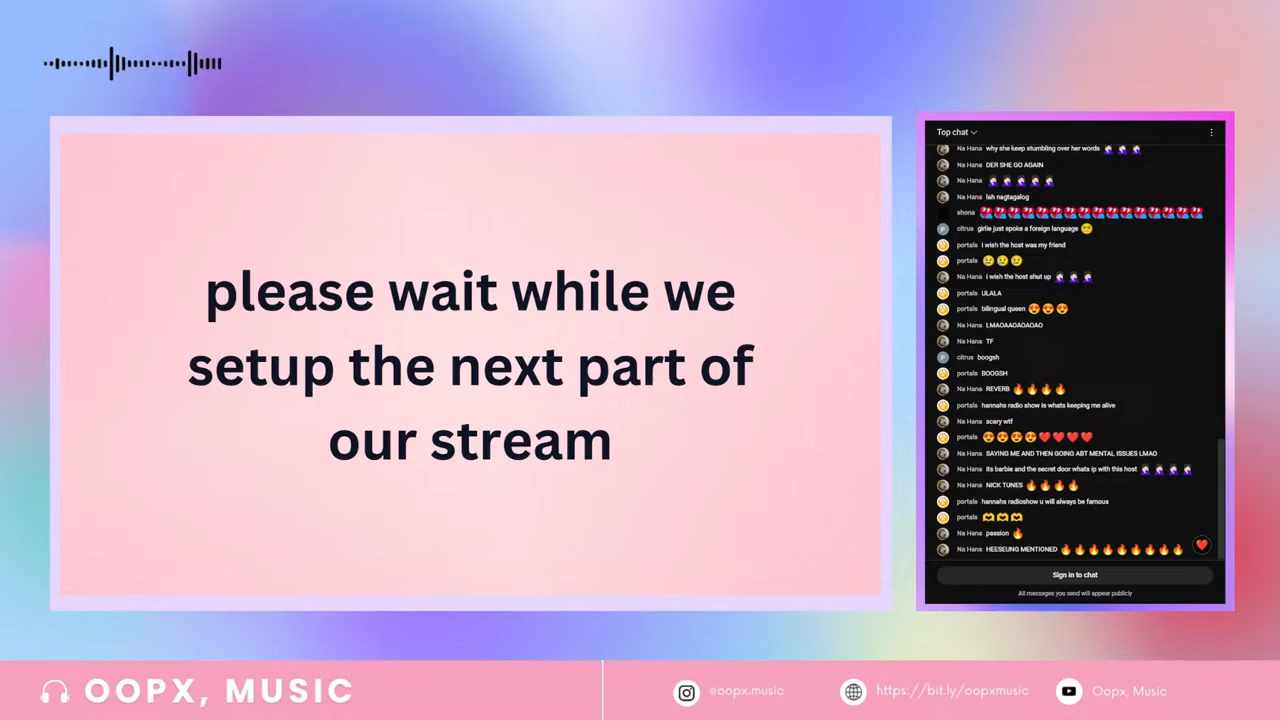 please wait while we
setup the next part of
our stream
Top chat
Na Hana why she keep stumbling over her words
Na Hana DER SHE GO AGAIN
Na Hana
Na Hana lah nagtagalog
shona
citrus girlie just spoke a foreign language
portals i wish the host was my friend
portals
Na Hana i wish the host shut up
portals ULALA
portals bilingual queen
Na Hana LMAOAAOAOAOAO
Na Hana TF
citrus boogsh
portals BOOGSH
Na Hana REVERB
portals hannahs radio show is whats keeping me alive
Na Hana scary wtf
portals
Na Hana SAYING ME AND THEN GOING ABT MENTAL ISSUES LMAO
Na Hana its barbie and the secret door whats ip with this host
Na Hana NICK TUNES
portals hannahs radioshow u will always be famous
portals
Na Hana passion
Na Hana HEESEUNG MENTIONED
Sign in to chat
All messages you send will appear publicly
OOPX, MUSIC
@oopx.music
https://bit.ly/oopxmusic
Oopx, Music